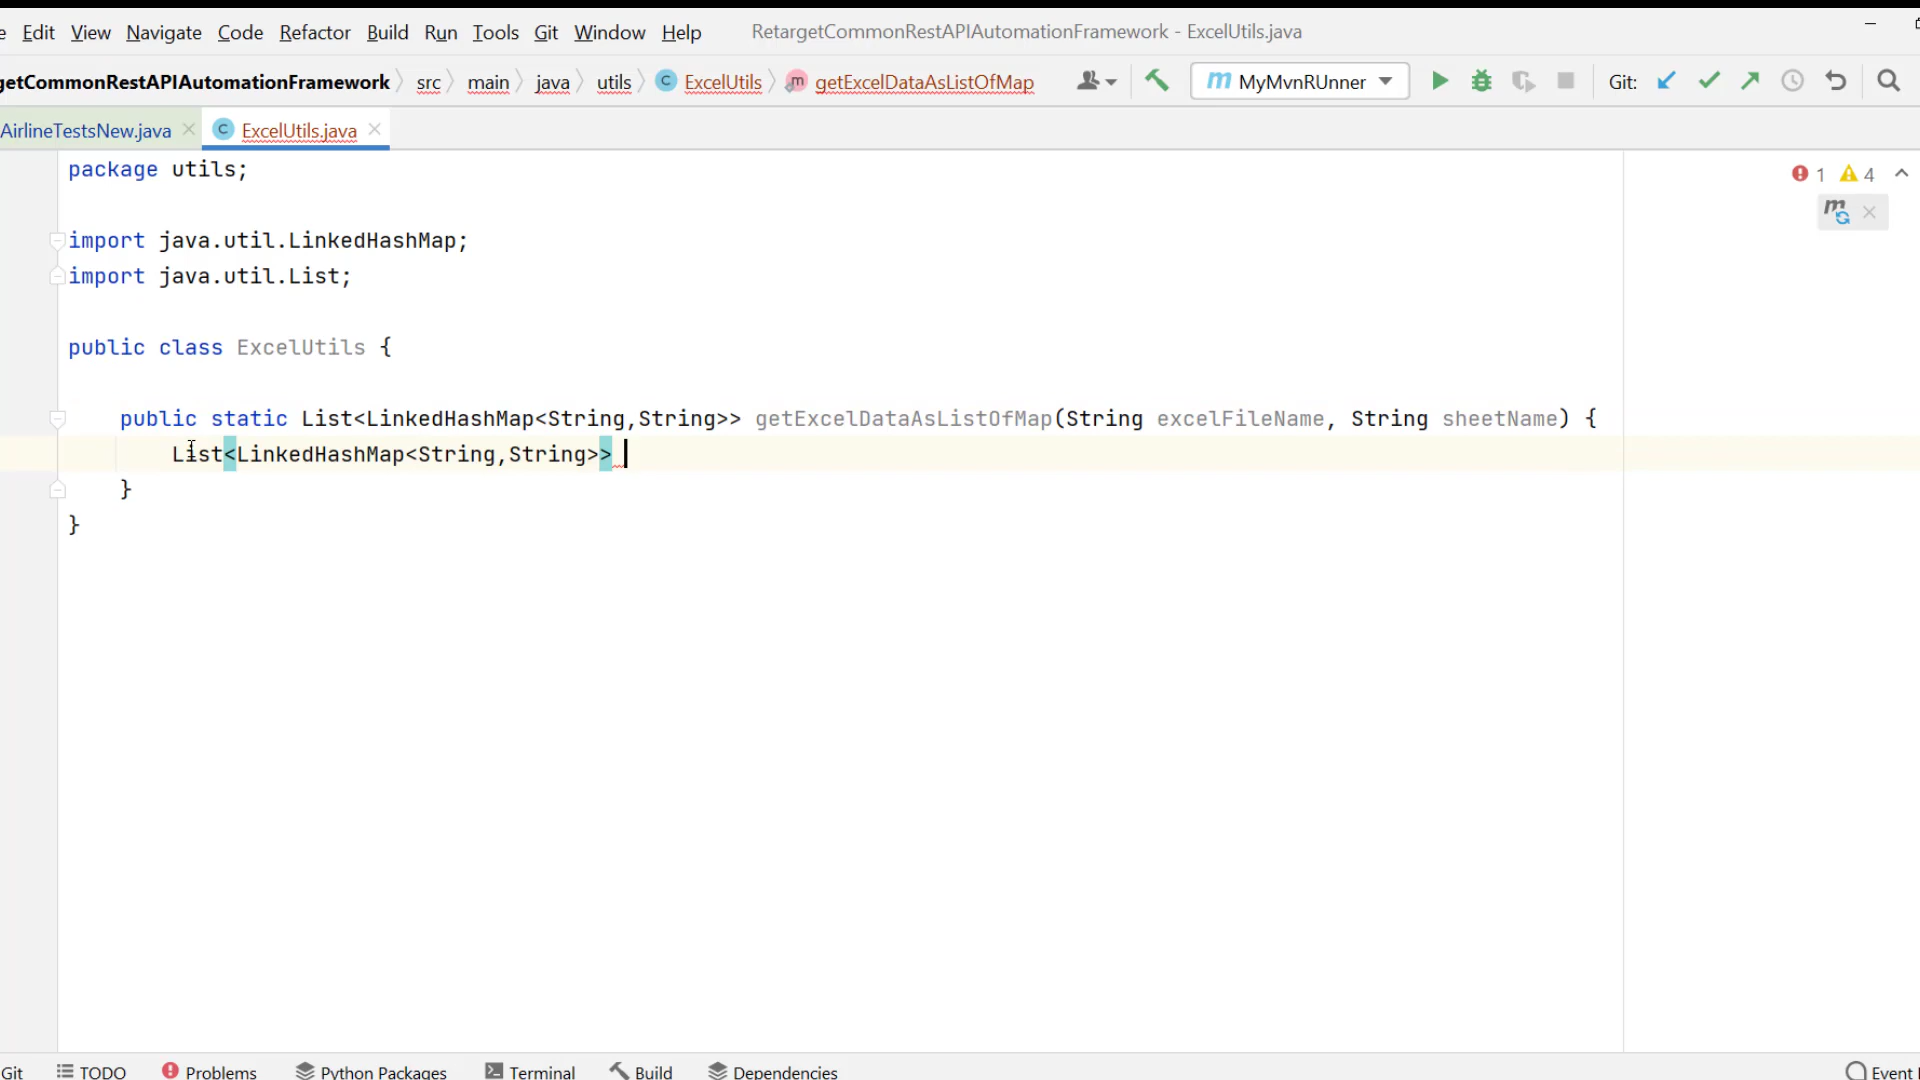 e Edit View Navigate Code Refactor Build Run Tools Git Window Help RetargetCommonRestAPIAutomationFramework - ExcelUtils.java
getCommonRestAPIAutomationFramework src main java utils C ExcelUtils m getExcelDataAsListOfMap m MyMvnRUnner Git:
AirlineTestsNew.java C ExcelUtils.java
package utils;
1 4
import java.util.LinkedHashMap;
import java.util.List;
public class ExcelUtils {
public static List<LinkedHashMap<String,String>> getExcelDataAsListOfMap(String excelFileName, String sheetName) {
List<LinkedHashMap<String,String>>
}
}
Git TODO Problems Python Packages Terminal Build Dependencies Event